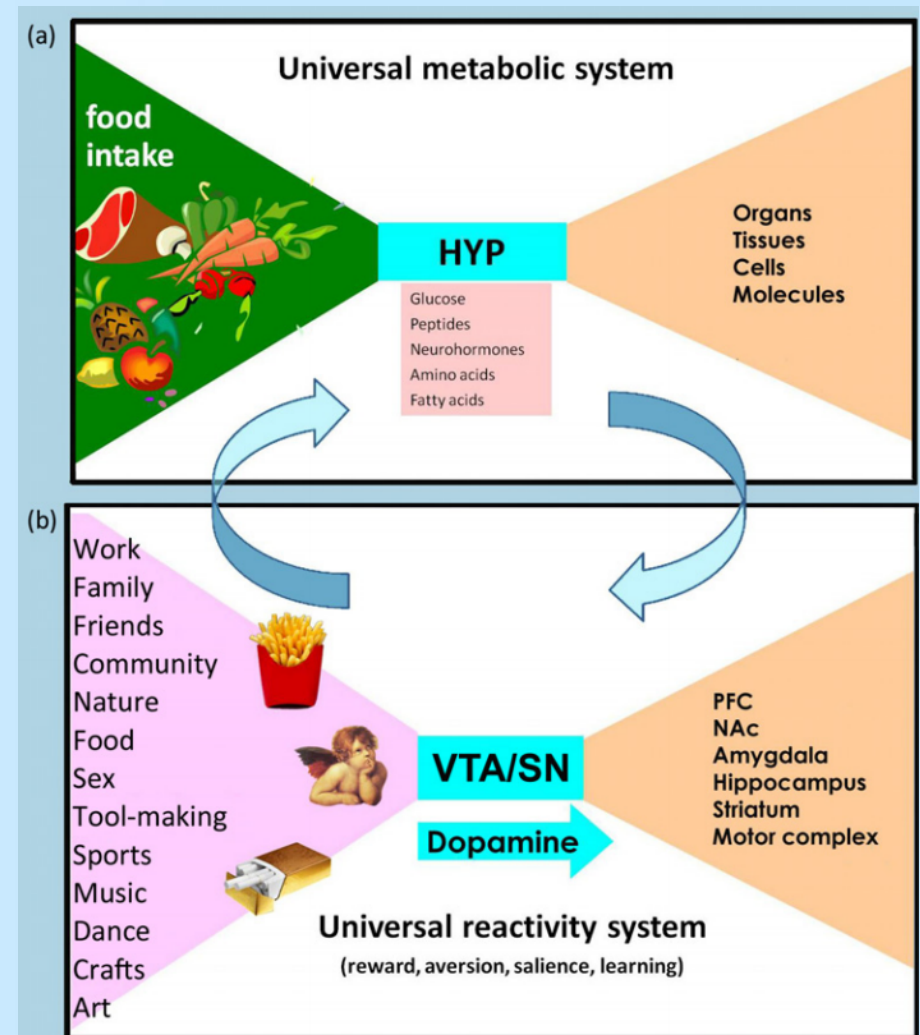 (a)
Universal metabolic system
food
intake
HYP
Glucose
Peptides
Neurohormones
Amino acids
Fatty acids
Organs
Tissues
Cells
Molecules
(b)
Work
Family
Friends
Community
Nature
Food
Sex
Tool-making
Sports
Music
Dance
Crafts
Art
VTA/SN
Dopamine
PFC
NAc
Amygdala
Hippocampus
Striatum
Motor complex
Universal reactivity system
(reward, aversion, salience, learning)